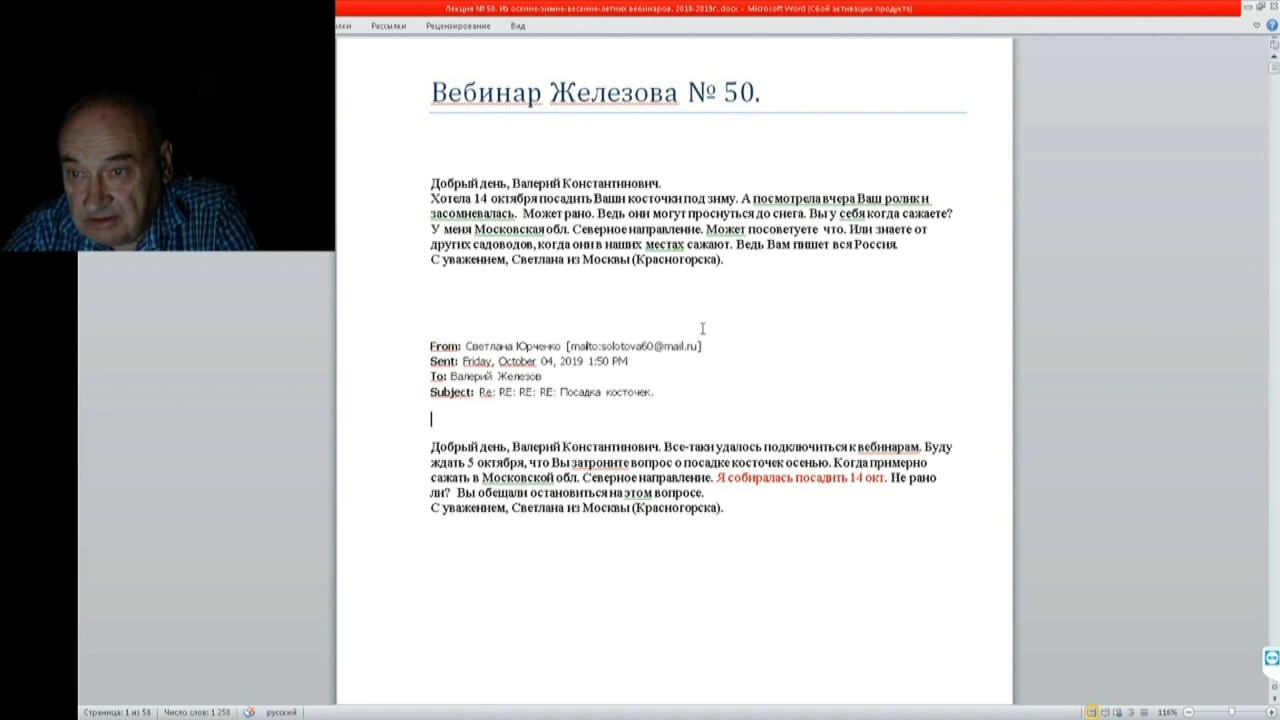 Лекция № 50. Из осенне-зимне-весенне-летних вебинаров. 2018-2019г..docx - Microsoft Word (Сбой активации продукта)
лки Рассылки Рецензирование Вид
Вебинар Железова № 50.
Добрый день, Валерий Константинович.
Хотела 14 октября посадить Ваши косточки под зиму. А посмотрела вчера Ваш ролик и
засомневалась. Может рано. Ведь они могут проснуться до снега. Вы у себя когда сажаете?
У меня Московская обл. Северное направление. Может посоветуете что. Или знаете от
других садоводов, когда они в наших местах сажают. Ведь Вам пишет вся Россия.
С уважением, Светлана из Москвы (Красногорска).
From: Светлана Юрченко [mailto:solotova60@mail.ru]
Sent: Friday, October 04, 2019 1:50 PM
To: Валерий Железов
Subject: Re: RE: RE: RE: Посадка косточек.
Добрый день, Валерий Константинович. Все-таки удалось подключиться к вебинарам. Буду
ждать 5 октября, что Вы затроните вопрос о посадке косточек осенью. Когда примерно
сажать в Московской обл. Северное направление. Я собиралась посадить 14 окт. Не рано
ли? Вы обещали остановиться на этом вопросе.
С уважением, Светлана из Москвы (Красногорска).
Страница: 1 из 58 Число слов: 1 250 русский 116%